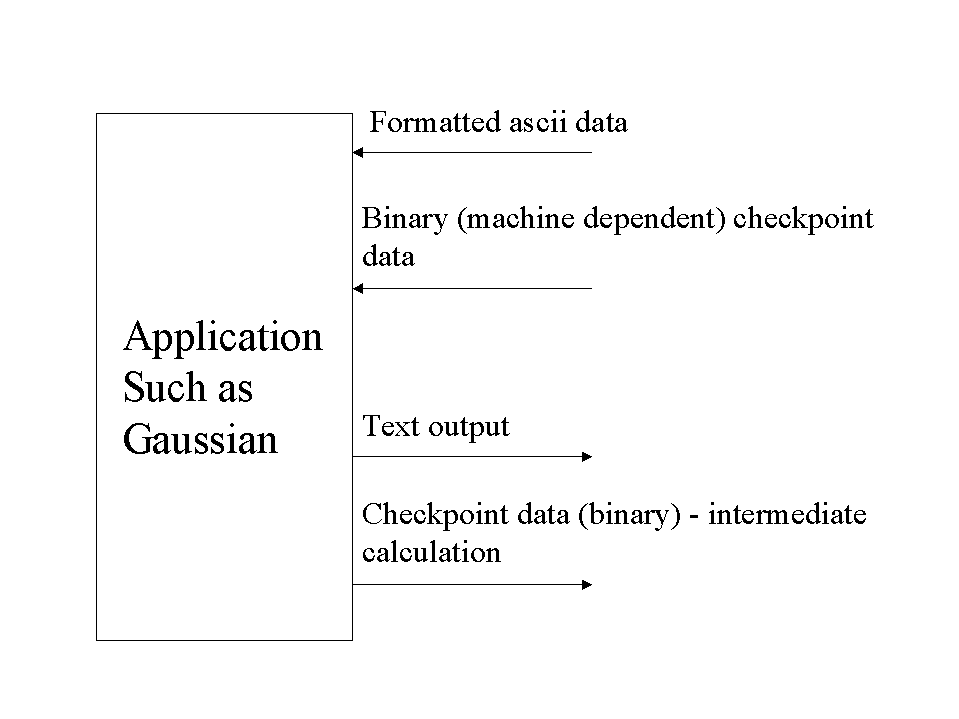 Formatted ascii data
Binary (machine dependent) checkpoint
data
Application
Such as
Gaussian
Text output
Checkpoint data (binary) - intermediate
calculation